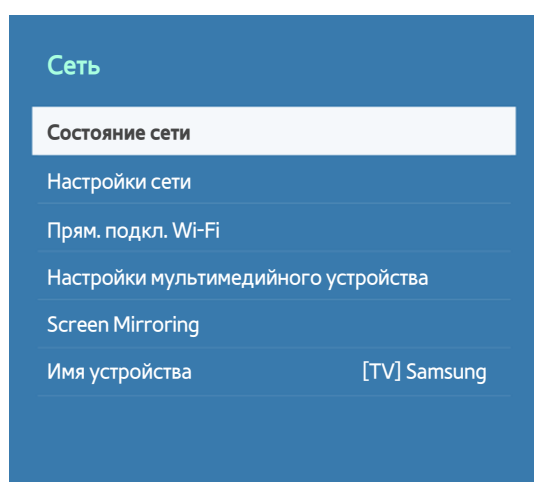 Сеть
Состояние сети
Настройки сети
Прям. подкл. Wi-Fi
Настройки мультимедийного устройства
Screen Mirroring
Имя устройства [TV] Samsung